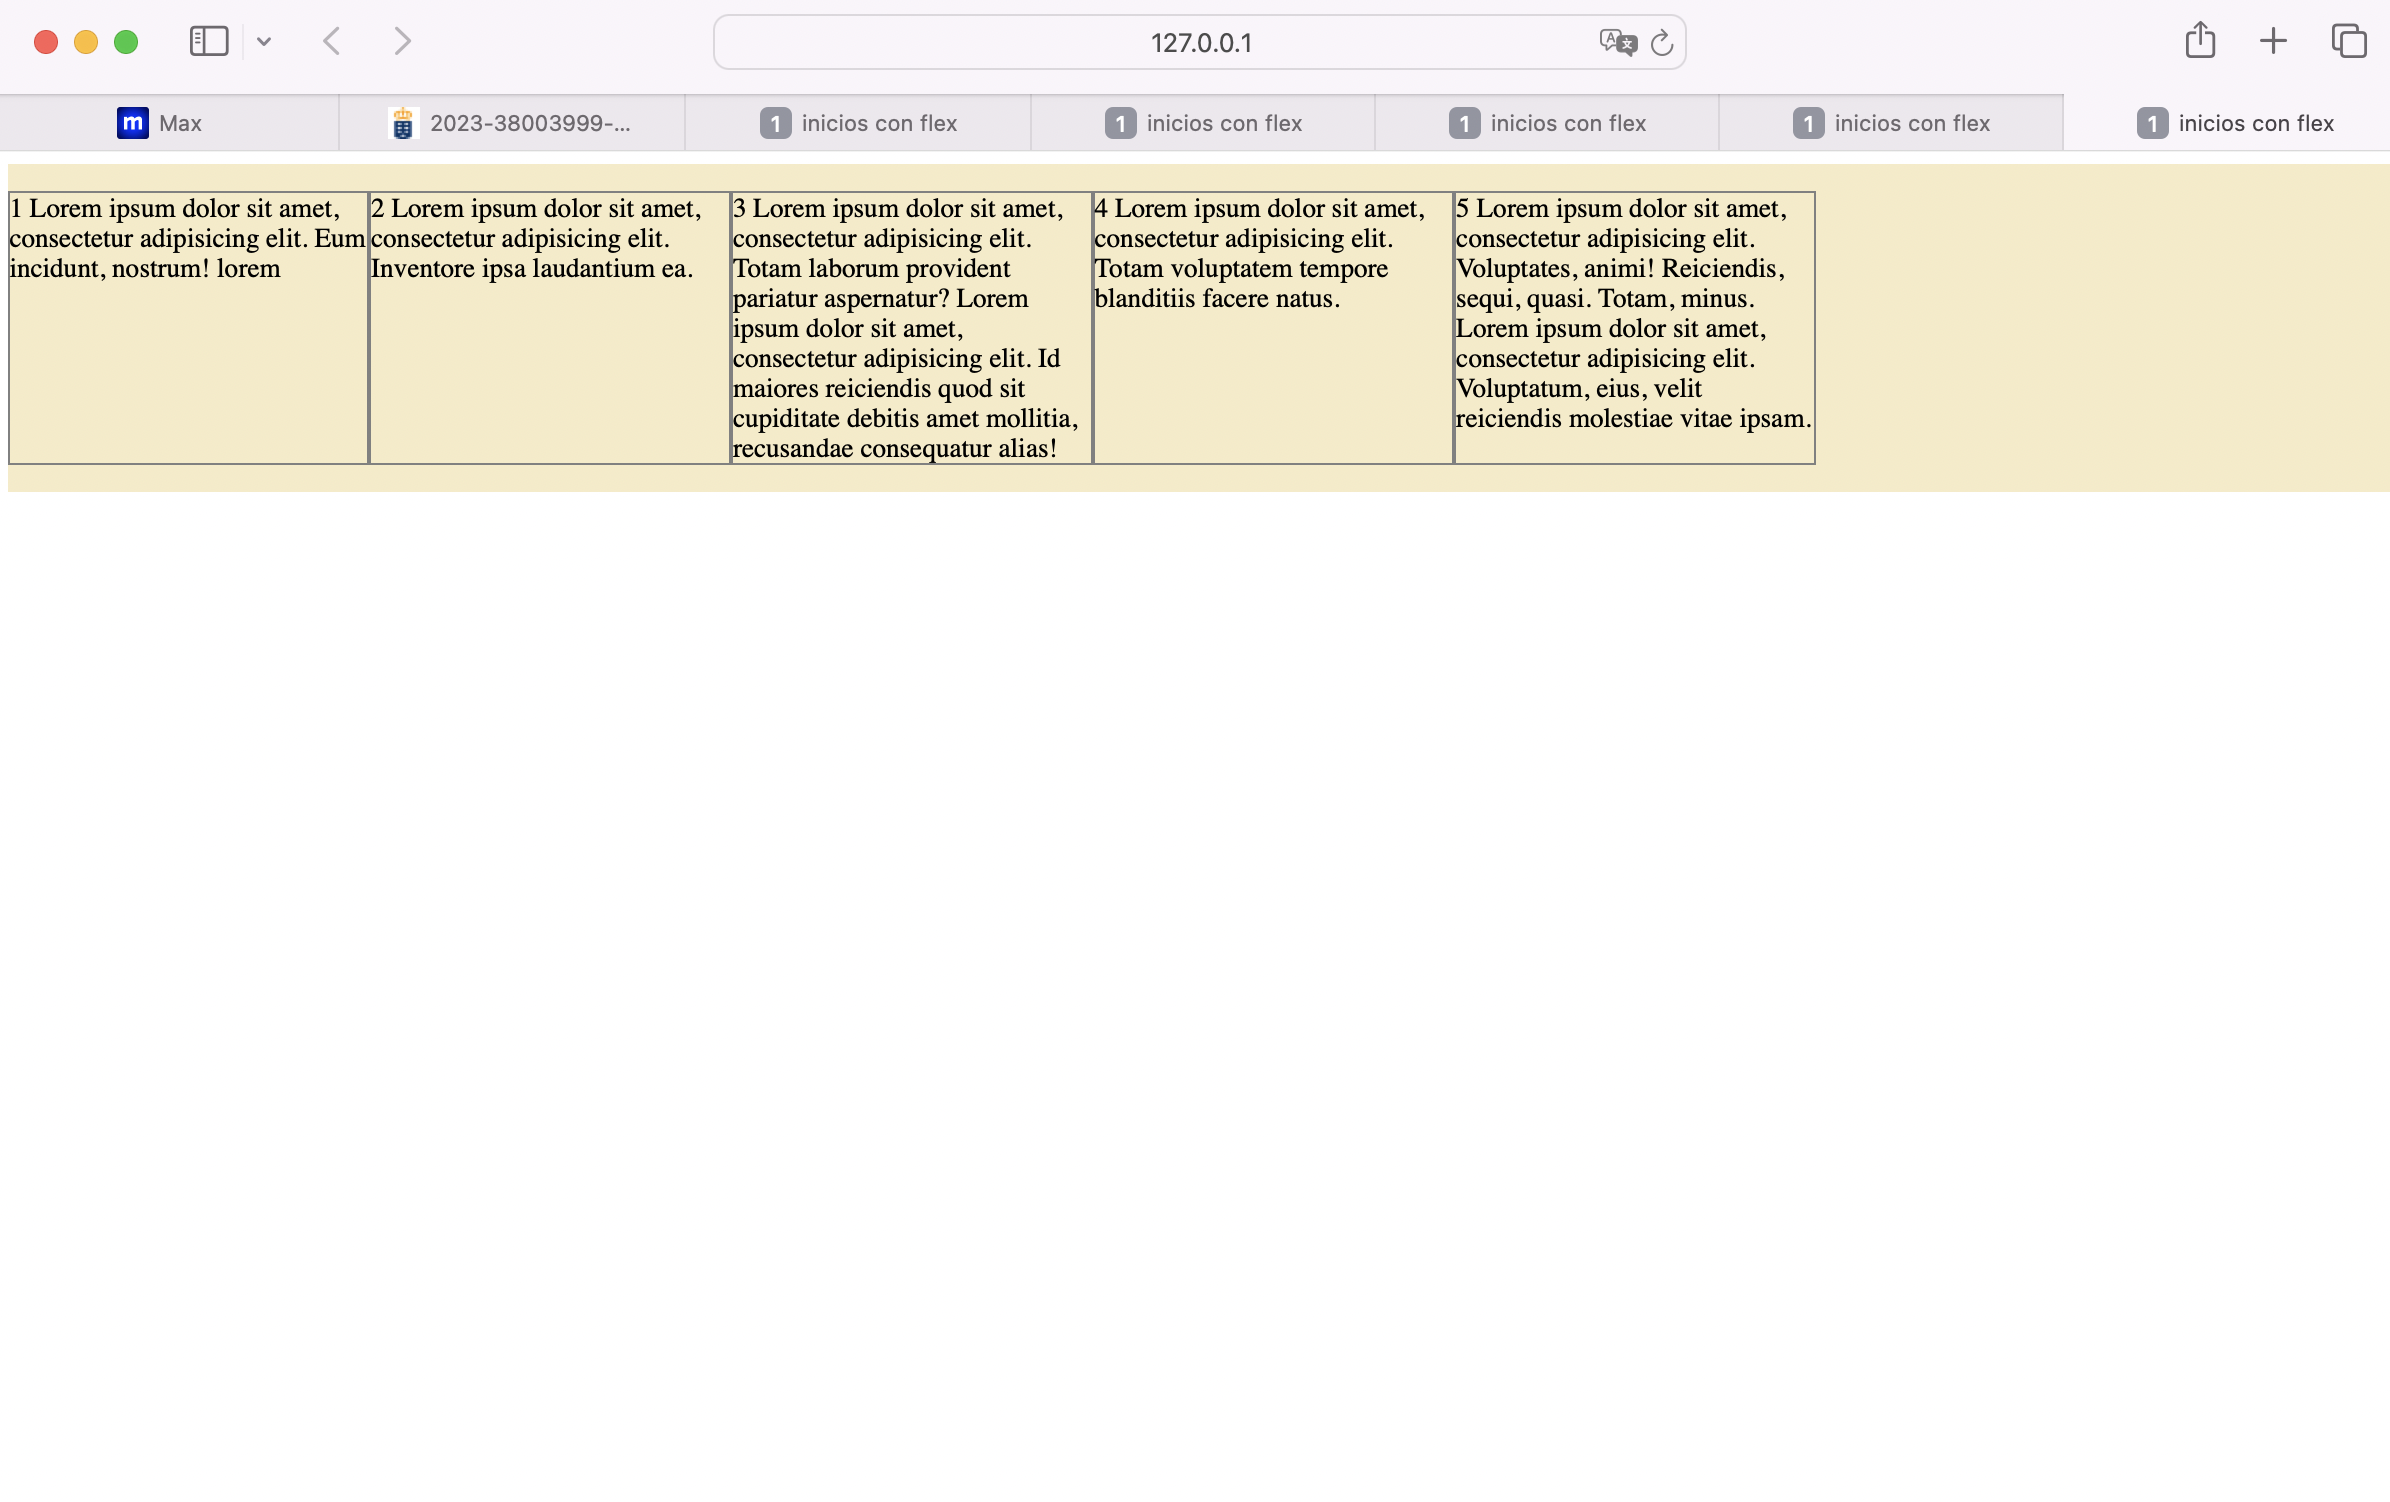 127.0.0.1
m Max
2023-38003999-...
1 inicios con flex
1 inicios con flex
1 inicios con flex
1 inicios con flex
1 inicios con flex
1 Lorem ipsum dolor sit amet,
consectetur adipisicing elit. Eum
incidunt, nostrum! lorem
2 Lorem ipsum dolor sit amet,
consectetur adipisicing elit.
Inventore ipsa laudantium ea.
3 Lorem ipsum dolor sit amet,
consectetur adipisicing elit.
Totam laborum provident
pariatur aspernatur? Lorem
ipsum dolor sit amet,
consectetur adipisicing elit. Id
maiores reiciendis quod sit
cupiditate debitis amet mollitia,
recusandae consequatur alias!
4 Lorem ipsum dolor sit amet,
consectetur adipisicing elit.
Totam voluptatem tempore
blanditiis facere natus.
5 Lorem ipsum dolor sit amet,
consectetur adipisicing elit.
Voluptates, animi! Reiciendis,
sequi, quasi. Totam, minus.
Lorem ipsum dolor sit amet,
consectetur adipisicing elit.
Voluptatum, eius, velit
reiciendis molestiae vitae ipsam.